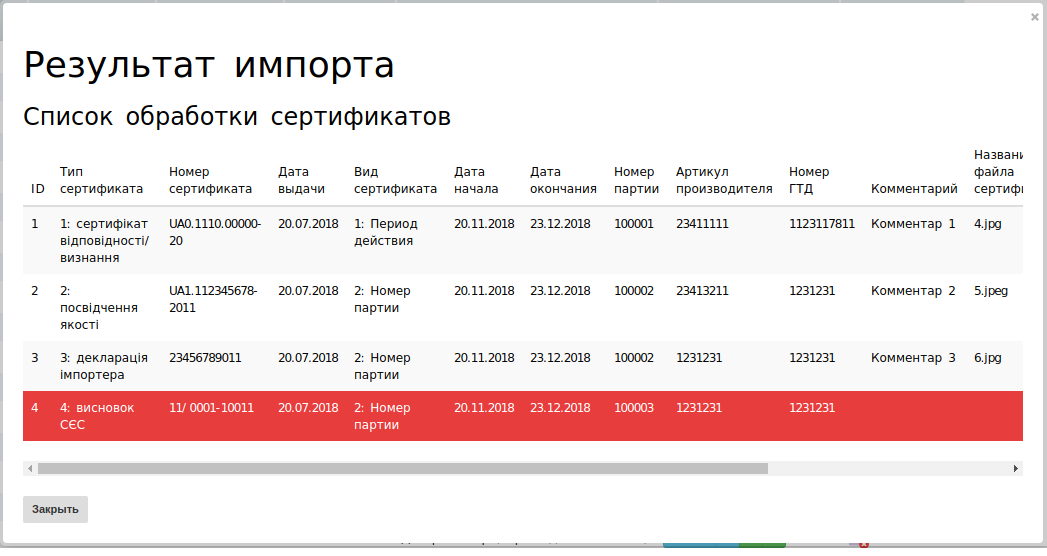 ×
Результат импорта
Список обработки сертификатов
ID Тип сертификата Номер сертификата Дата выдачи Вид сертификата Дата начала Дата окончания Номер партии Артикул производителя Номер ГТД Комментарий файла
1 1: сертифікат відповідності/ визнання UA0.1110.00000-20 20.07.2018 1: Период действия 20.11.2018 23.12.2018 100001 23411111 1123117811 Комментар 1 4.jpg
2 2: посвідчення якості UA1.112345678-2011 20.07.2018 2: Номер партии 20.11.2018 23.12.2018 100002 23413211 1231231 Комментар 2 5.jpeg
3 3: декларація імпортера 23456789011 20.07.2018 2: Номер партии 20.11.2018 23.12.2018 100002 1231231 1231231 Комментар 3 6.jpg
4 4: висновок СЄС 11/ 0001-10011 20.07.2018 2: Номер партии 20.11.2018 23.12.2018 100003 1231231 1231231
Закрыть